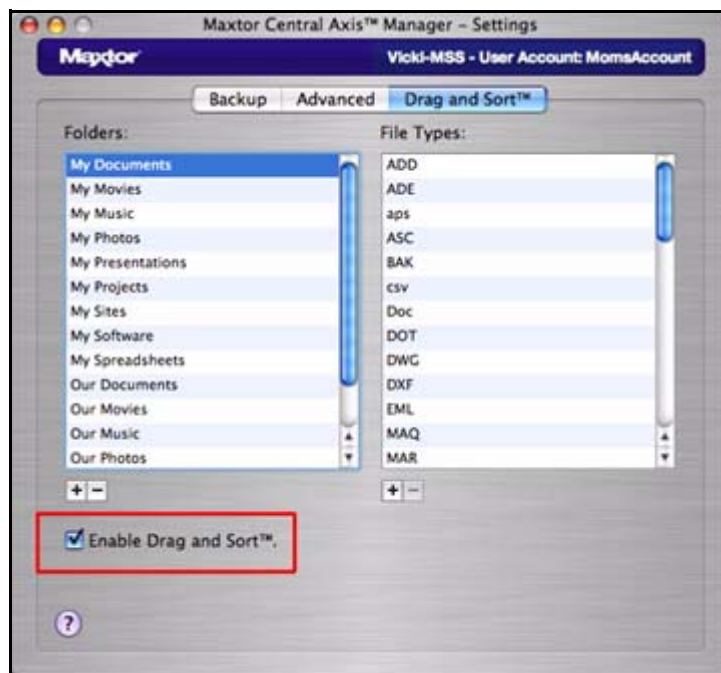 Maxtor Central Axis™ Manager – Settings
Maxtor
Vicki-MSS - User Account: MomsAccount
Backup Advanced Drag and Sort™
Folders:
My Documents
My Movies
My Music
My Photos
My Presentations
My Projects
My Sites
My Software
My Spreadsheets
Our Documents
Our Movies
Our Music
Our Photos
+ -
File Types:
ADD
ADE
aps
ASC
BAK
csv
Doc
DOT
DWG
DXF
EML
MAQ
MAR
+ -
Enable Drag and Sort™.
?